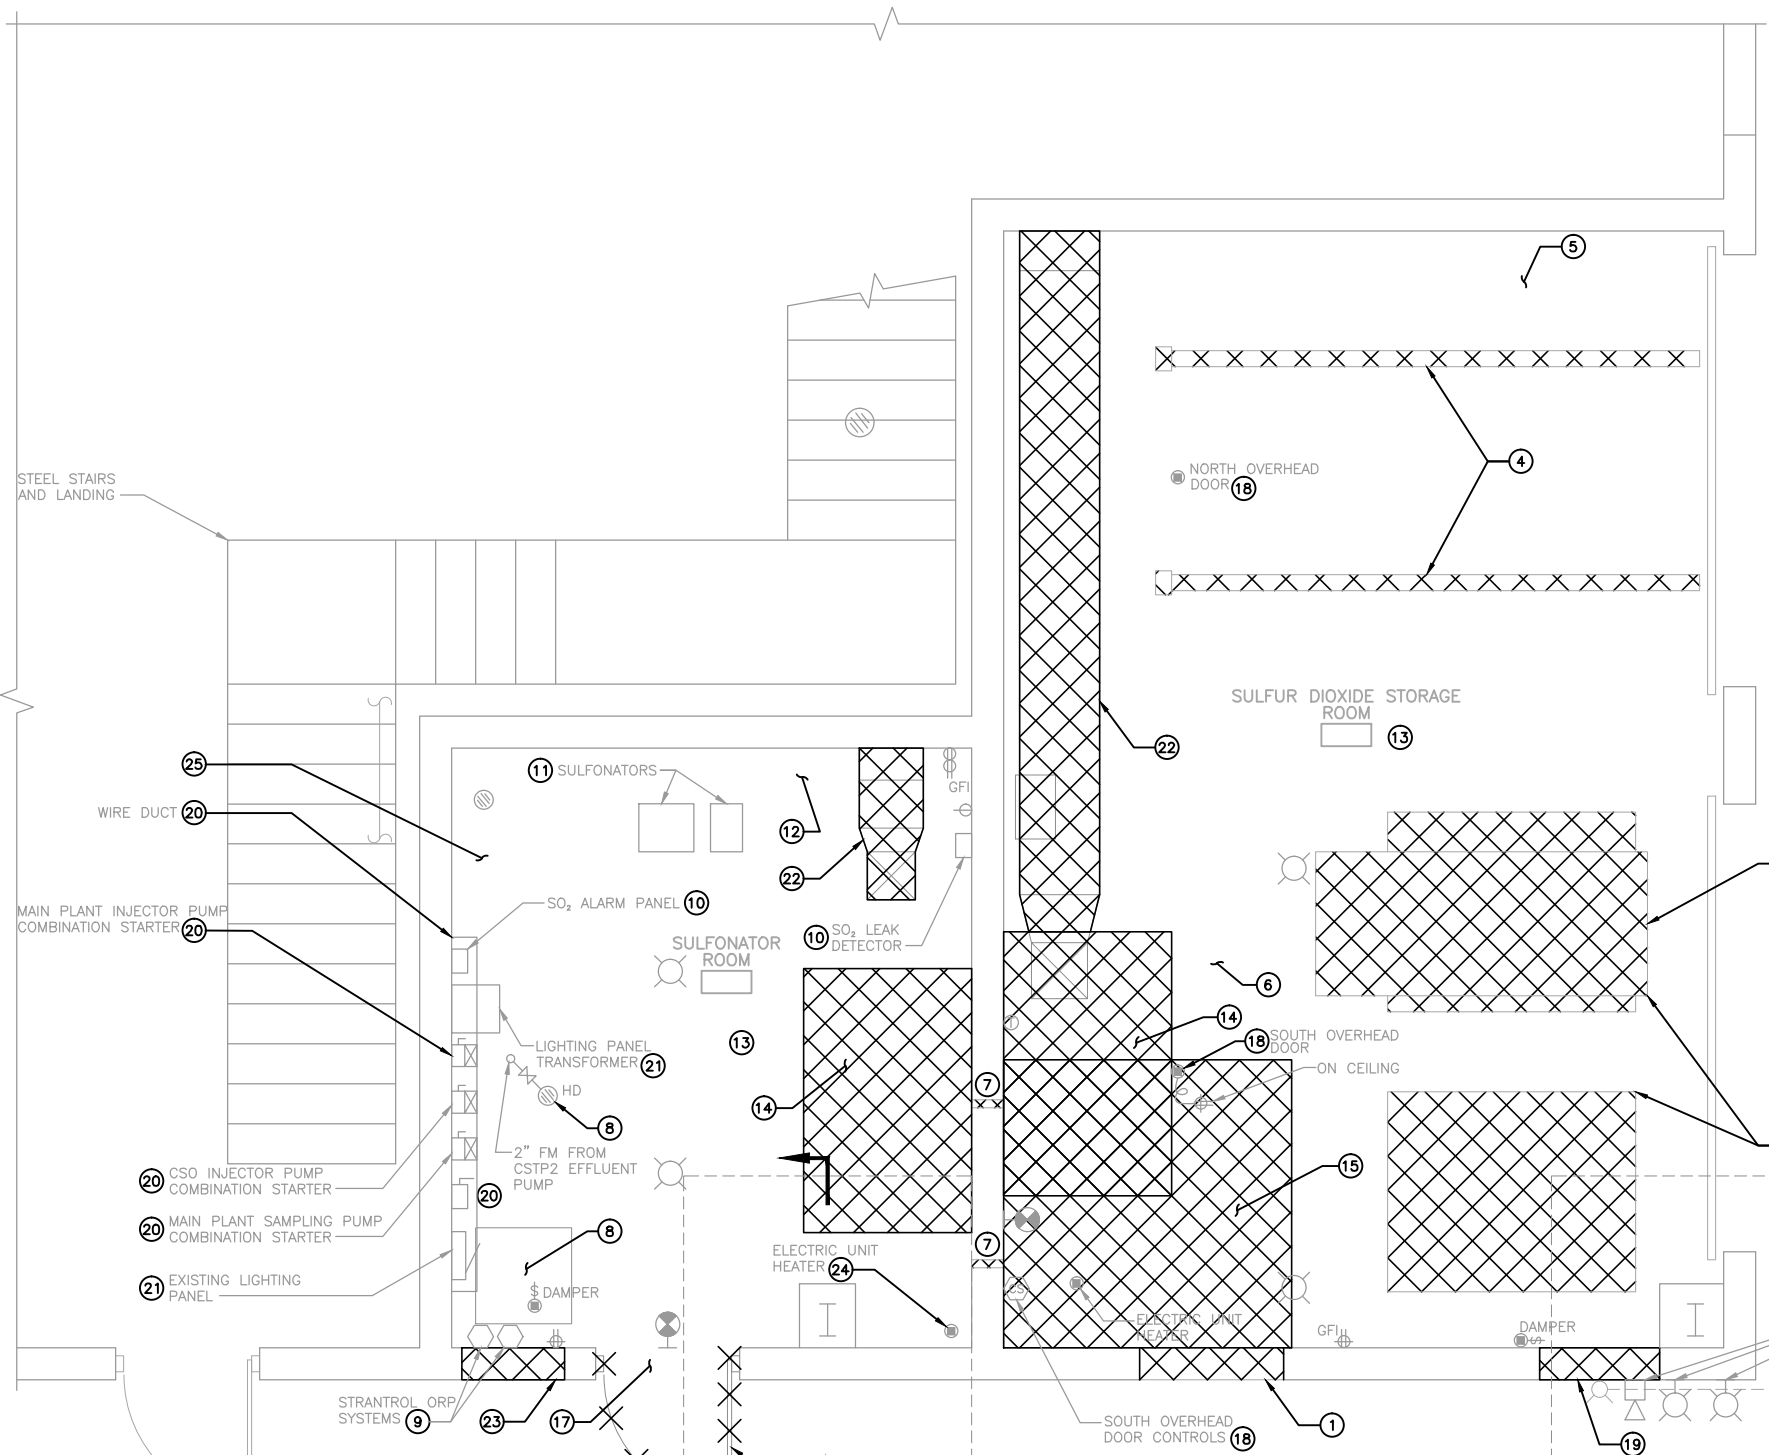 5
STEEL STAIRS
AND LANDING
4
NORTH OVERHEAD
DOOR 18
SULFUR DIOXIDE STORAGE
ROOM
13
22
25
11 SULFONATORS
GFI
WIRE DUCT 20
12
22
SO₂ ALARM PANEL 10
MAIN PLANT INJECTOR PUMP
COMBINATION STARTER 20
10 SO₂ LEAK
DETECTOR
SULFONATOR
ROOM
6
14
13
18 SOUTH OVERHEAD
DOOR
LIGHTING PANEL
TRANSFORMER 21
ON CEILING
HD
7
14
8
2" FM FROM
CSTP2 EFFLUENT
PUMP
15
20 CSO INJECTOR PUMP
COMBINATION STARTER
20
20 MAIN PLANT SAMPLING PUMP
COMBINATION STARTER
8
7
ELECTRIC UNIT
HEATER 24
21 EXISTING LIGHTING
PANEL
$ DAMPER
CS
I
I
ELECTRIC UNIT
HEATER
GFI
DAMPER
S
STRANTROL ORP
SYSTEMS 9
23
17
SOUTH OVERHEAD
DOOR CONTROLS 18
1
19